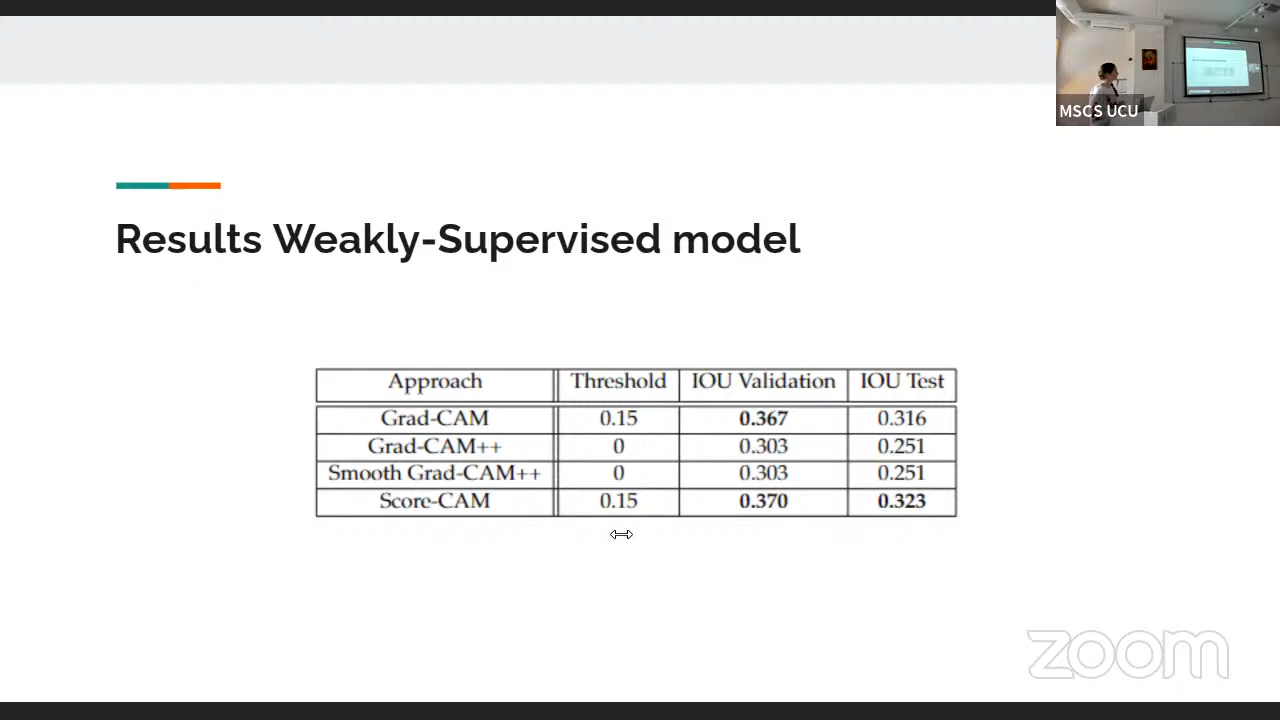 MSCS UCU
Results Weakly-Supervised model
Approach Threshold IOU Validation IOU Test
Grad-CAM 0.15 0.367 0.316
Grad-CAM++ 0 0.303 0.251
Smooth Grad-CAM++ 0 0.303 0.251
Score-CAM 0.15 0.370 0.323
zoom